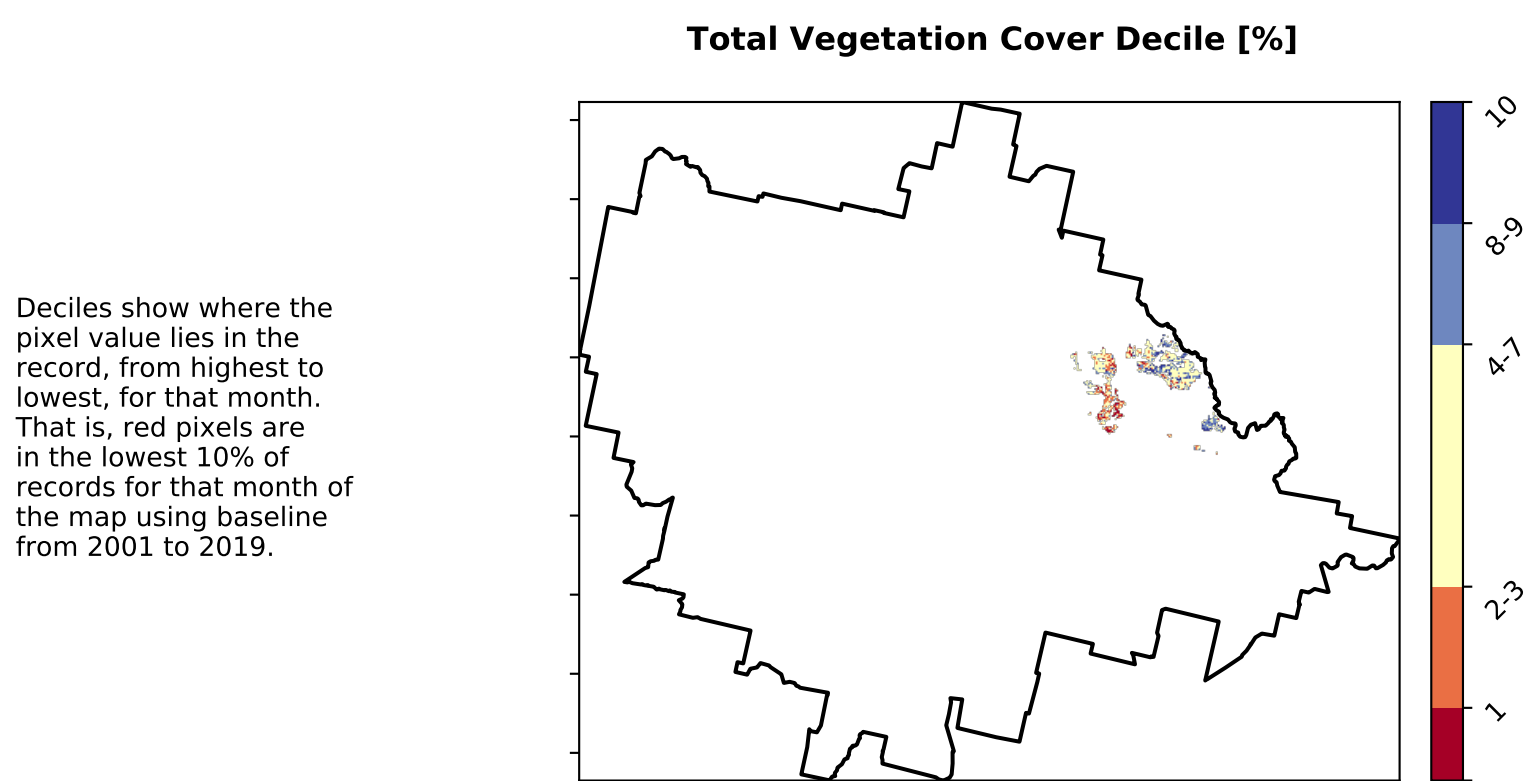 Total Vegetation Cover Decile [%]
Deciles show where the
pixel value lies in the
record, from highest to
lowest, for that month.
That is, red pixels are
in the lowest 10% of
records for that month of
the map using baseline
from 2001 to 2019.
10
8-9
4-7
2-3
1